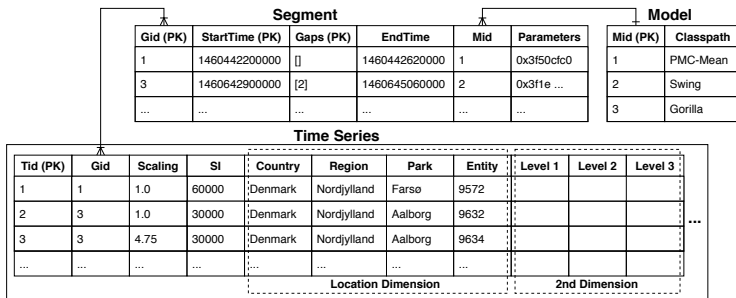 Segment
Gid (PK) StartTime (PK) Gaps (PK) EndTime Mid Parameters
1 1460442200000 [] 1460442620000 1 0x3f50cfc0
3 1460642900000 [2] 1460645060000 2 0x3f1e ...
... ... ... ... ... ...
Model
Mid (PK) Classpath
1 PMC-Mean
2 Swing
3 Gorilla
Time Series
Tid (PK) Gid Scaling SI Country Region Park Entity Level 1 Level 2 Level 3
1 1 1.0 60000 Denmark Nordjylland Farsø 9572
2 3 1.0 30000 Denmark Nordjylland Aalborg 9632
3 3 4.75 30000 Denmark Nordjylland Aalborg 9634
... ... ... ... ... ... ... ...
...
Location Dimension 2nd Dimension